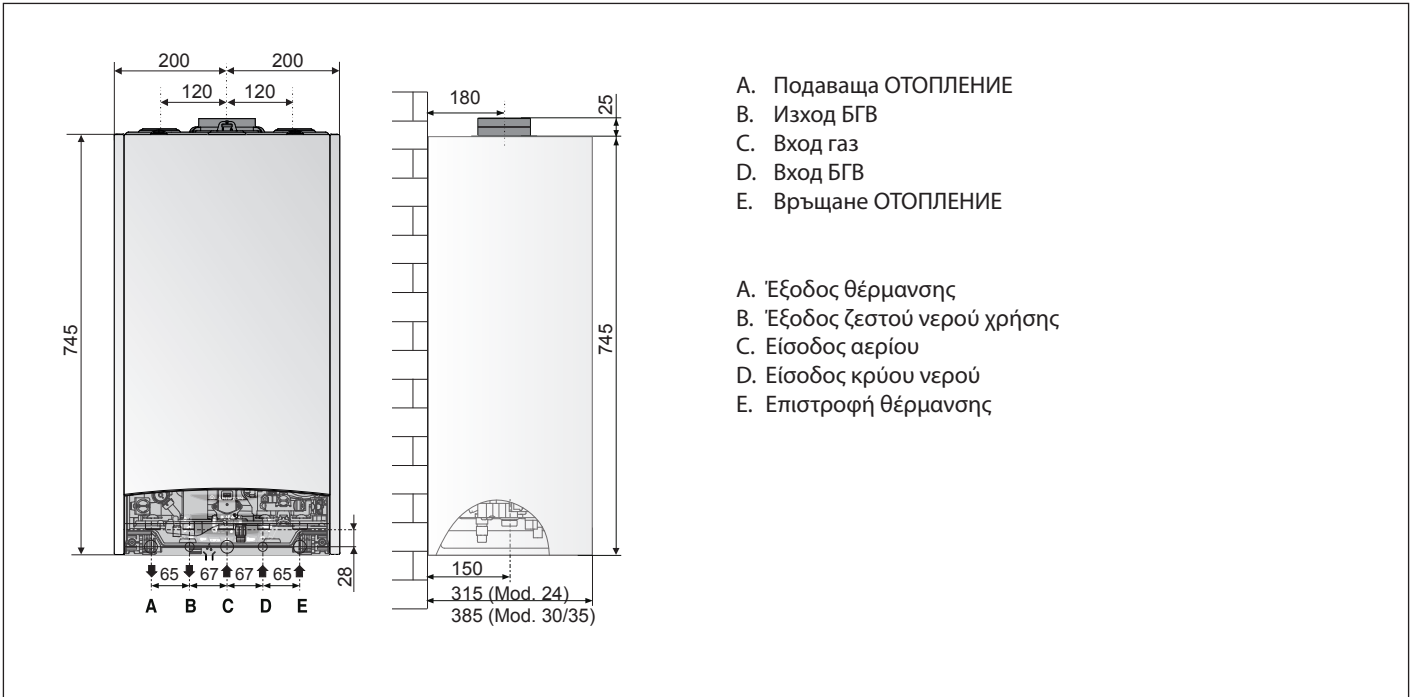 200 200
120 120
745
65 67 67 65
28
A B C D E
180
25
745
150
315 (Mod. 24)
385 (Mod. 30/35)
A. Подаваща ОТОПЛЕНИЕ
B. Изход БГВ
C. Вход газ
D. Вход БГВ
E. Връщане ОТОПЛЕНИЕ
A. Έξοδος θέρμανσης
B. Έξοδος ζεστού νερού χρήσης
C. Είσοδος αερίου
D. Είσοδος κρύου νερού
E. Επιστροφή θέρμανσης